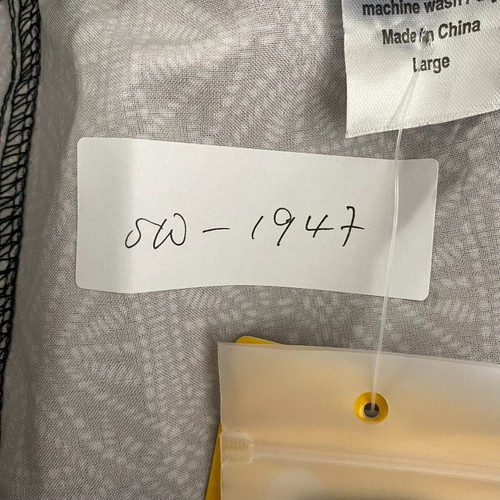 machine wash /
Made in China
Large
SW-1947